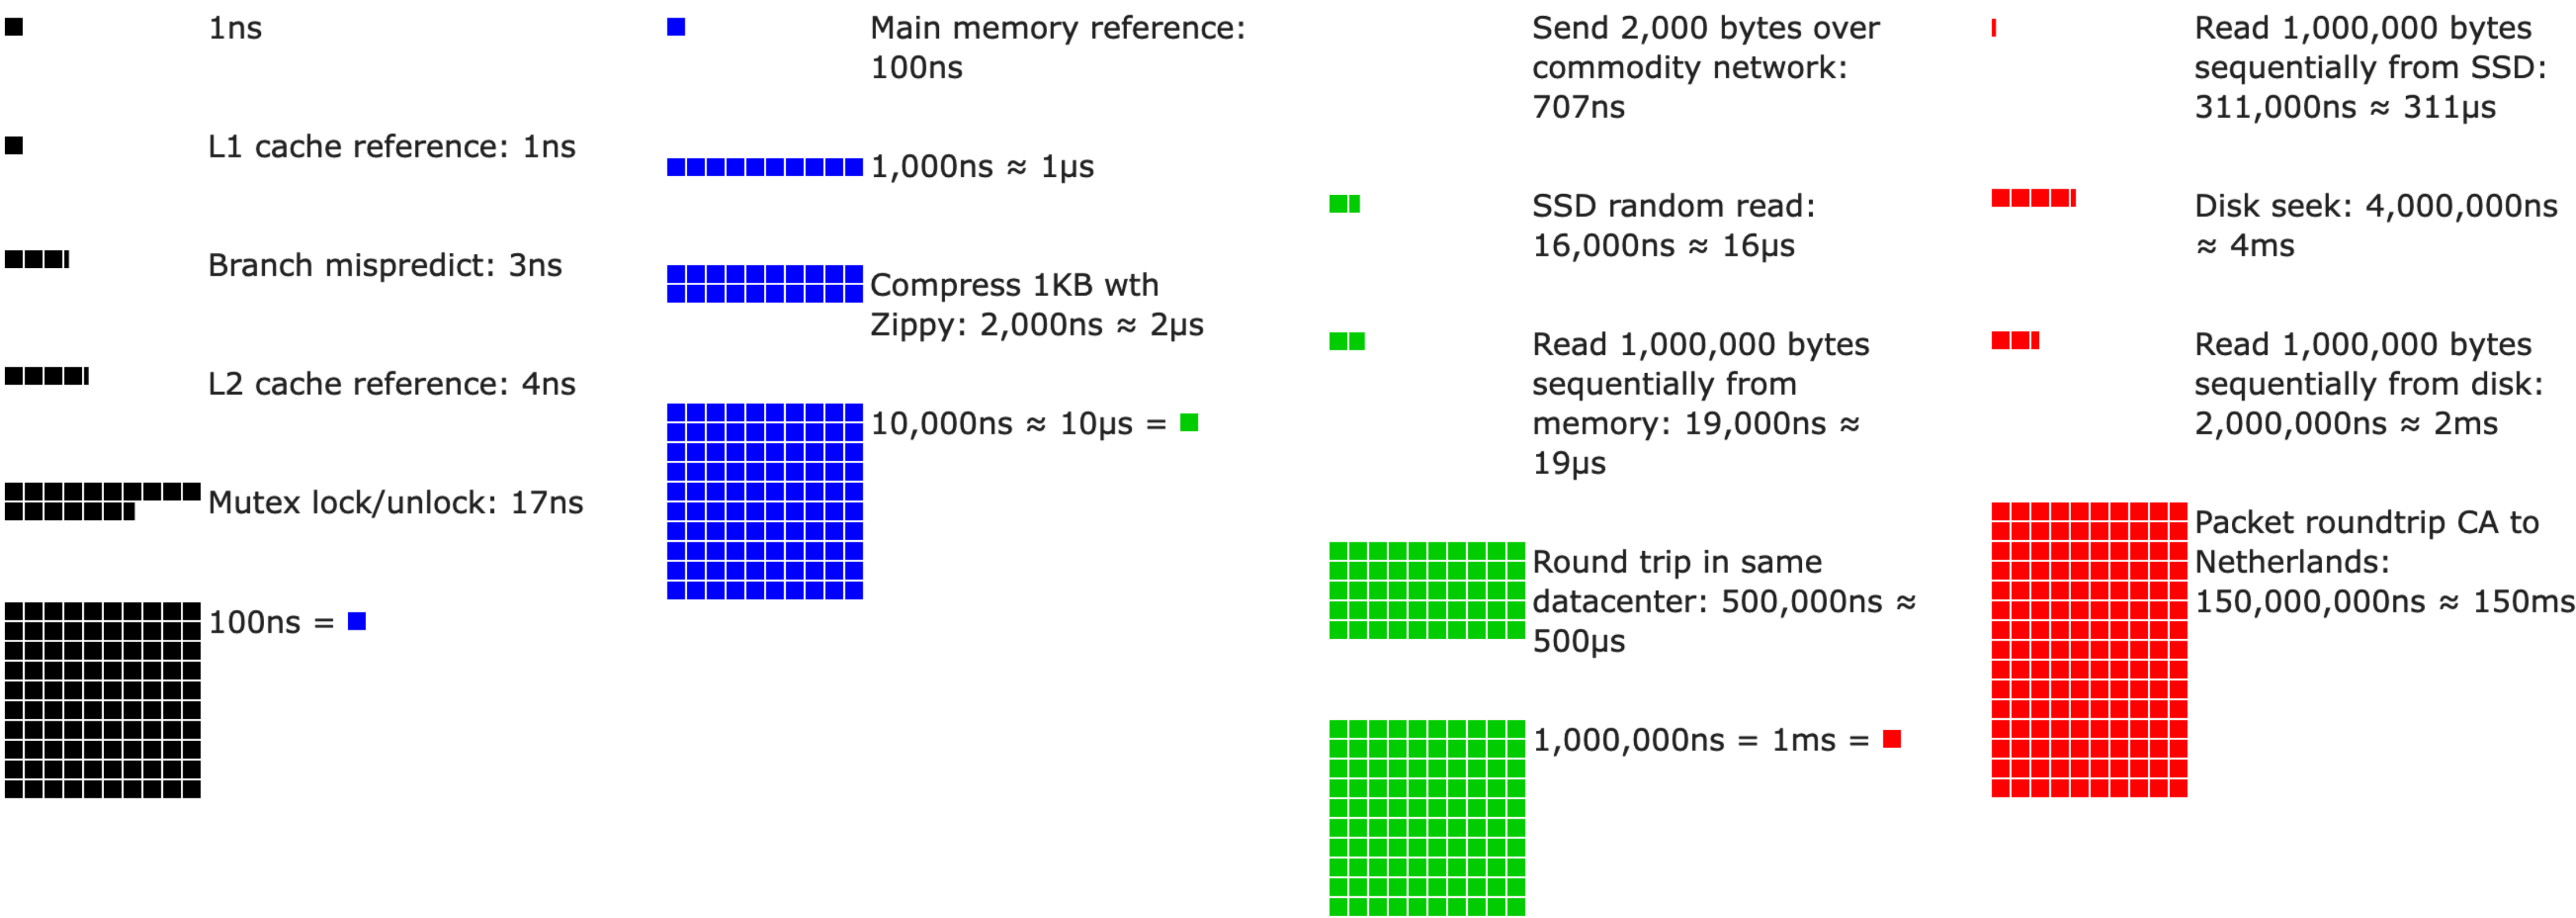 1ns
L1 cache reference: 1ns
Branch mispredict: 3ns
L2 cache reference: 4ns
Mutex lock/unlock: 17ns
100ns =
Main memory reference:
100ns
1,000ns ≈ 1μs
Compress 1KB wth
Zippy: 2,000ns ≈ 2μs
10,000ns ≈ 10μs =
Send 2,000 bytes over
commodity network:
707ns
SSD random read:
16,000ns ≈ 16μs
Read 1,000,000 bytes
sequentially from
memory: 19,000ns ≈
19μs
Round trip in same
datacenter: 500,000ns ≈
500μs
1,000,000ns = 1ms =
Read 1,000,000 bytes
sequentially from SSD:
311,000ns ≈ 311μs
Disk seek: 4,000,000ns
≈ 4ms
Read 1,000,000 bytes
sequentially from disk:
2,000,000ns ≈ 2ms
Packet roundtrip CA to
Netherlands:
150,000,000ns ≈ 150ms